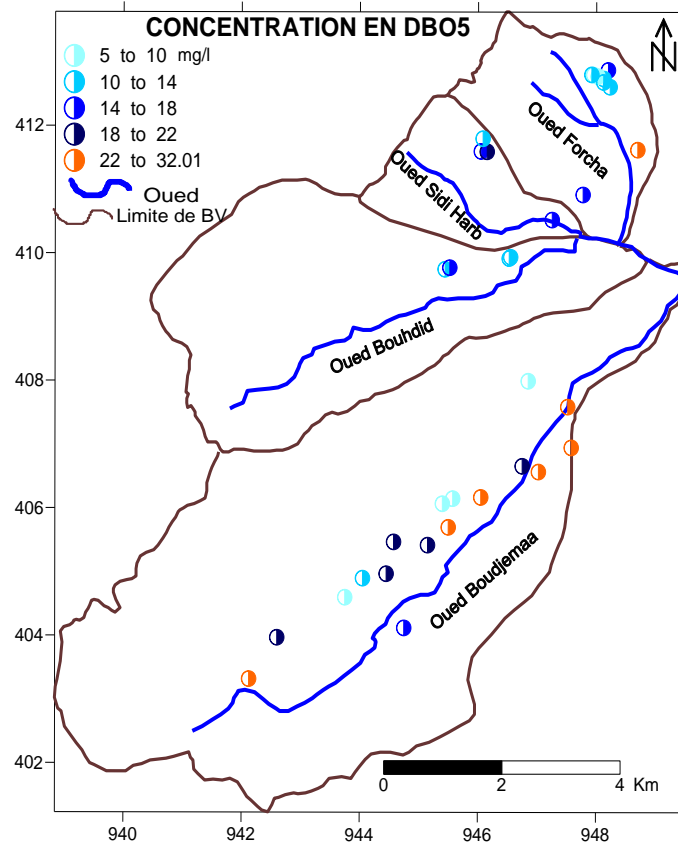 CONCENTRATION EN DBO5
N
5 to 10 mg/l
10 to 14
14 to 18
18 to 22
22 to 32.01
Oued
Limite de BV
Oued Forcha
Oued Sidi Harb
Oued Bouhdid
Oued Boudjemaa
412
410
408
406
404
402
0 2 4 Km
940 942 944 946 948